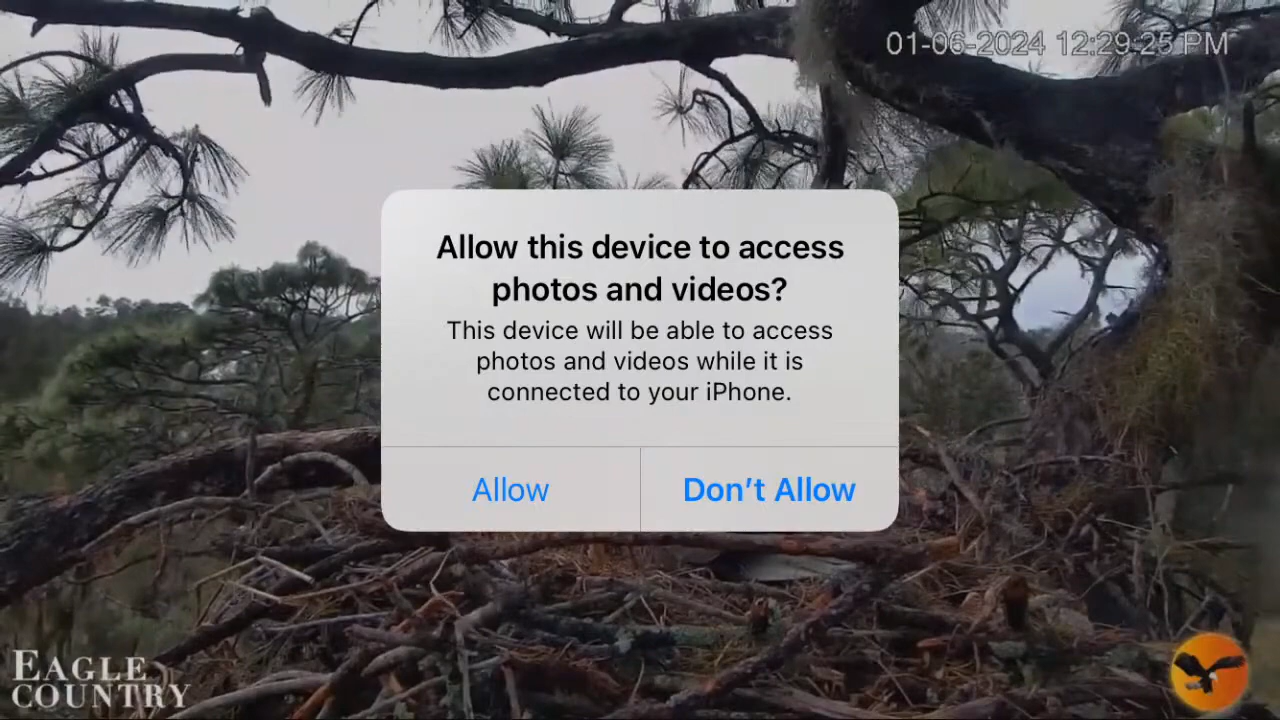 01-06-2024 12:29:25 PM
Allow this device to access
photos and videos?
This device will be able to access
photos and videos while it is
connected to your iPhone.
Allow
Don’t Allow
EAGLE
COUNTRY